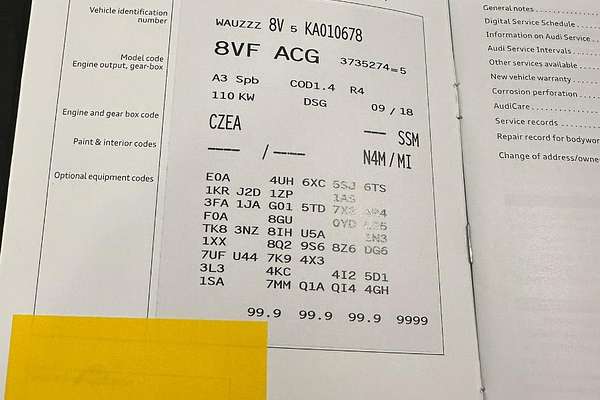 Vehicle identification
number
WAUZZZ 8V 5 KA010678
Model code
8VF ACG 3735274=5
Engine output, gear-box
A3 Spb COD1.4 R4
110 KW DSG 09 / 18
Engine and gear box code
CZEA --- SSM
Paint & interior codes
---- / ---- N4M/MI
Optional equipment codes
E0A 4UH 6XC 5SJ 6TS
1KR J2D 1ZP 1AS
3FA 1JA G01 5TD
F0A 8GU
TK8 3NZ 8IH U5A
1XX 8Q2 9S6 8Z6 DG6
7UF U44 7K9 4X3
3L3 4KC 4I2 5D1
1SA 7MM Q1A QI4 4GH
99.9 99.9 99.9 9999
General notes
Digital Service Schedule
Information on Audi Service
Audi Service Intervals
Other services available
New vehicle warranty
Corrosion perforation
AudiCare
Service records
Repair record for bodywor
Change of address/owne